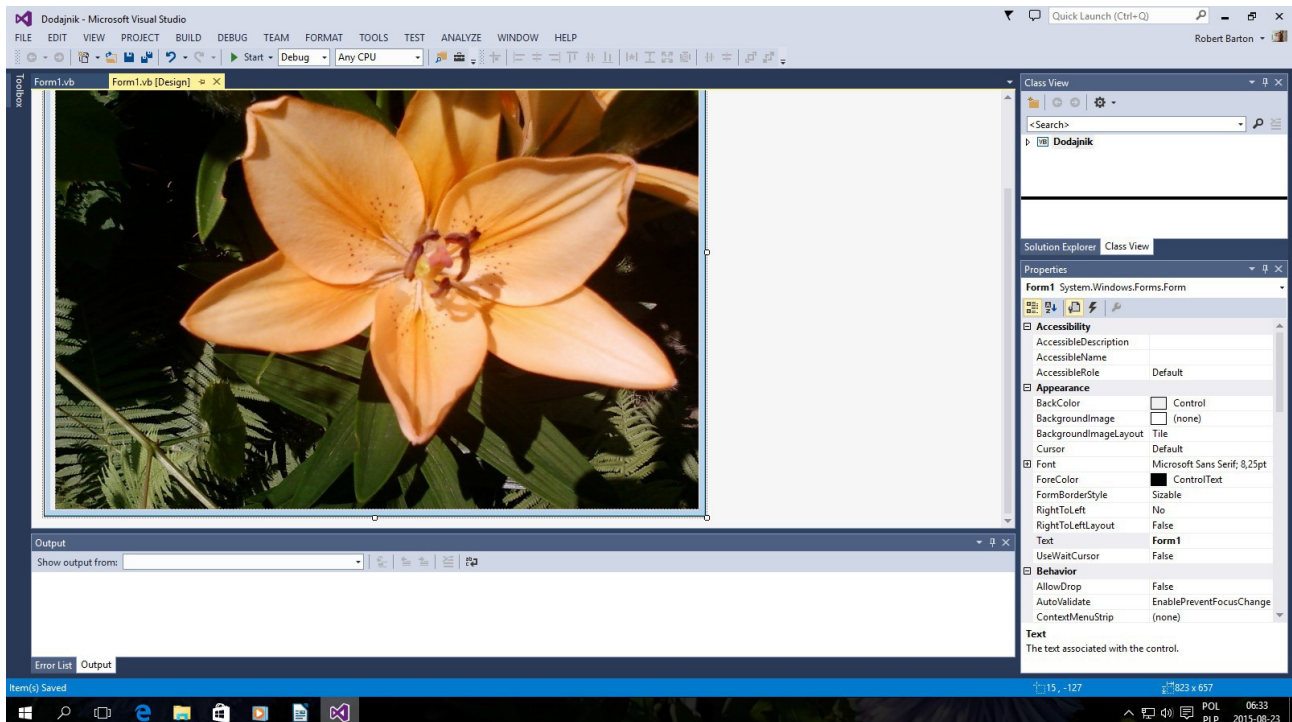 Dodajnik - Microsoft Visual Studio
Quick Launch (Ctrl+Q)
FILE EDIT VIEW PROJECT BUILD DEBUG TEAM FORMAT TOOLS TEST ANALYZE WINDOW HELP
Robert Barton
Start Debug Any CPU
Toolbox
Form1.vb Form1.vb [Design]
Class View
<Search>
VB Dodajnik
Solution Explorer Class View
Properties
Form1 System.Windows.Forms.Form
Accessibility
AccessibleDescription
AccessibleName
AccessibleRole Default
Appearance
BackColor Control
BackgroundImage (none)
BackgroundImageLayout Tile
Cursor Default
Font Microsoft Sans Serif; 8,25pt
ForeColor ControlText
FormBorderStyle Sizable
RightToLeft No
RightToLeftLayout False
Text Form1
UseWaitCursor False
Behavior
AllowDrop False
AutoValidate EnablePreventFocusChange
ContextMenuStrip (none)
Text
The text associated with the control.
Output
Show output from:
Error List Output
Item(s) Saved
15 , -127
823 x 657
POL
PLP
06:33
2015-08-23